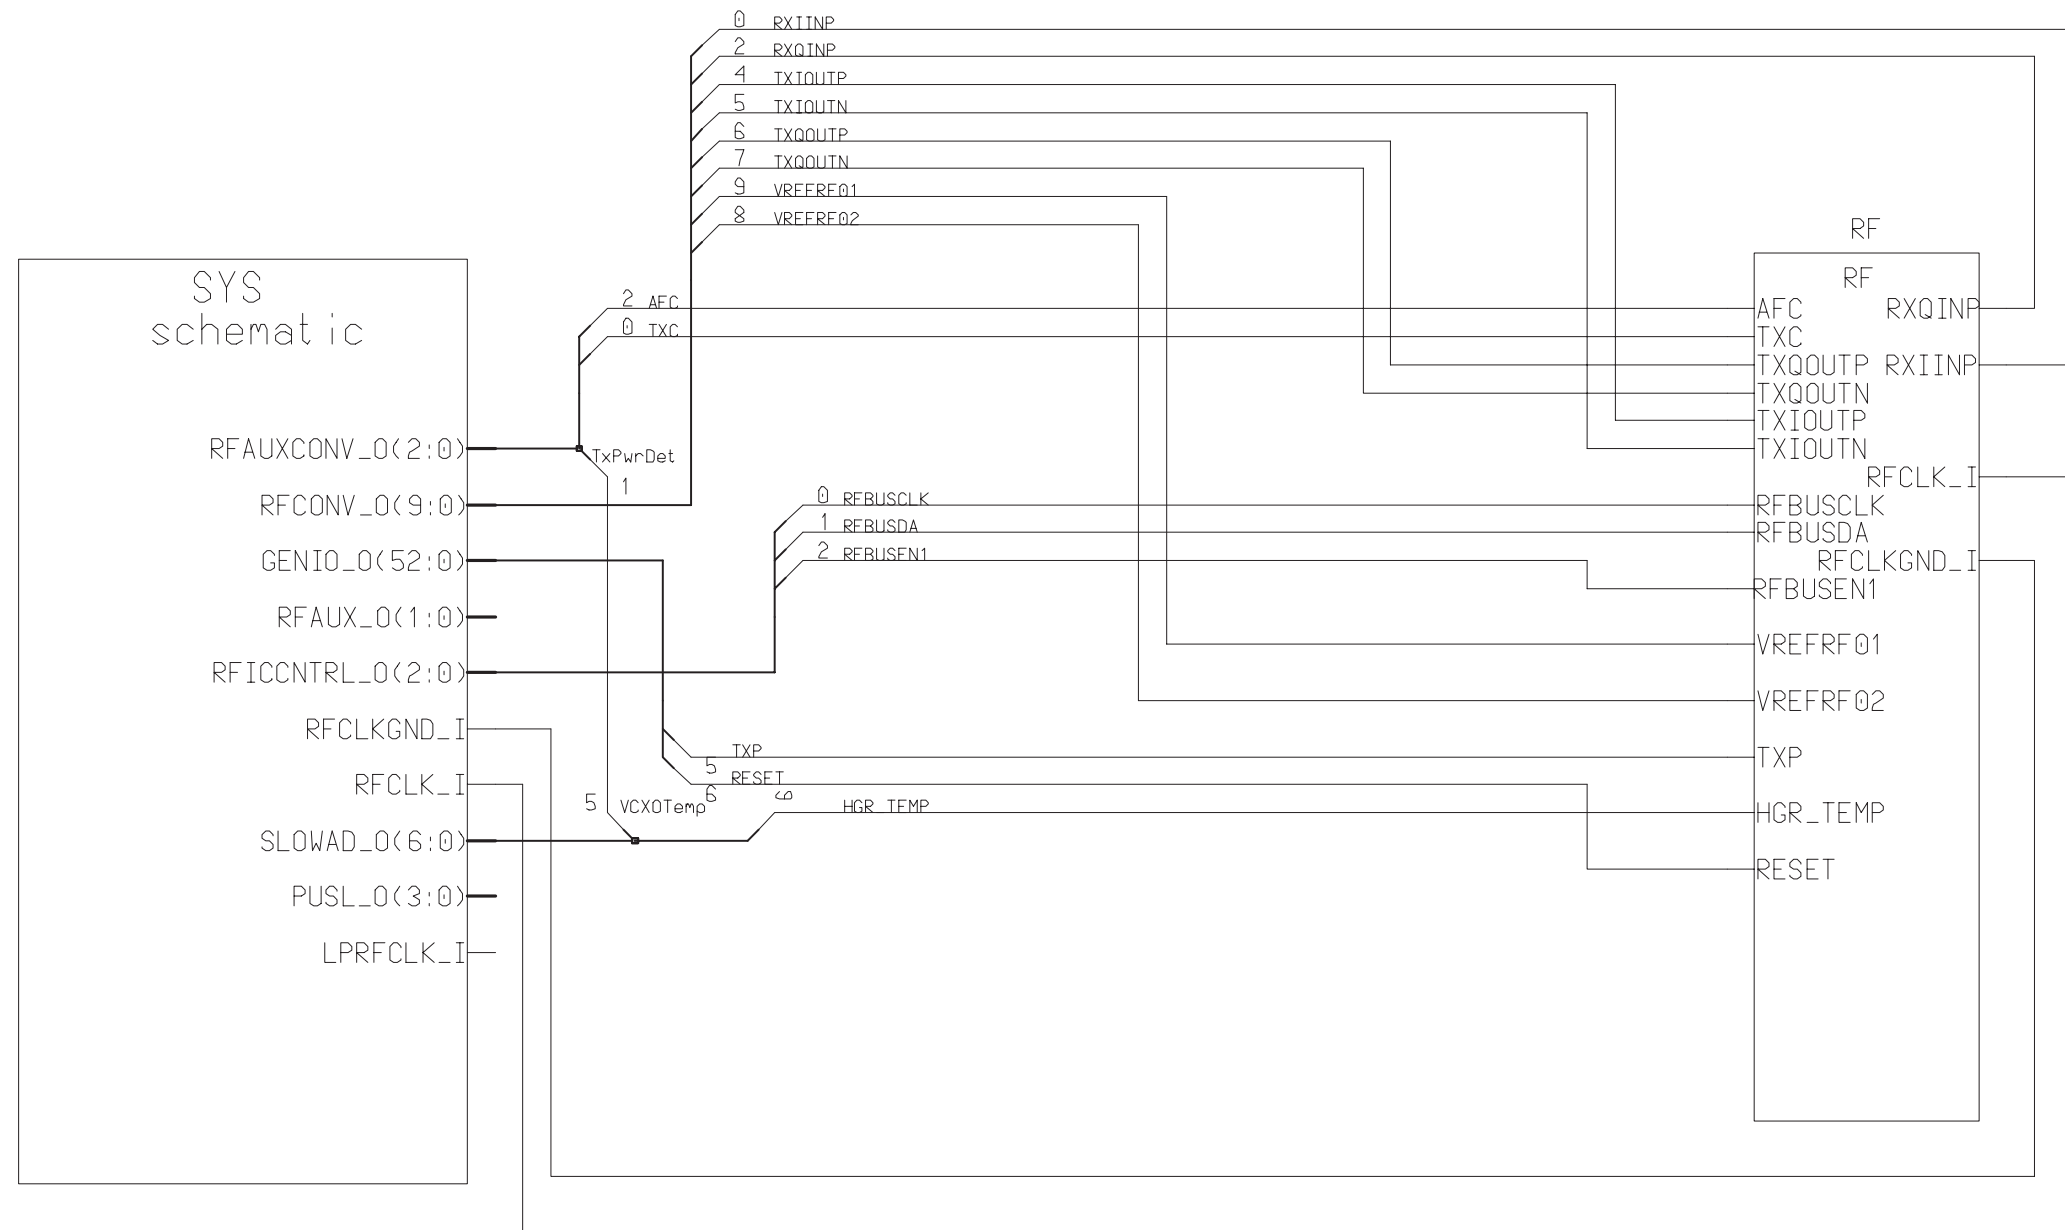 0 RXIINP
2 RXQINP
4 TXIOUTP
5 TXIOUTN
6 TXQOUTP
7 TXQOUTN
9 VREFRF01
8 VREFRF02
RF
SYS
schematic
RF
2 AFC
0 TXC
AFC
RXQINP
TXC
TXQOUTP
RXIINP
TXQOUTN
TXIOUTP
TXIOUTN
RFAUXCONV_O(2:0)
TxPwrDet
1
RFCLK_I
RFCONV_O(9:0)
0 RFBUSCLK
1 RFBUSDA
2 RFBUSEN1
RFBUSCLK
RFBUSDA
RFCLKGND_I
RFBUSEN1
GENIO_O(52:0)
RFAUX_O(1:0)
VREFRF01
RFICCNTRL_O(2:0)
VREFRF02
RFCLKGND_I
TXP
5
TXP
RESET
6
RFCLK_I
5 VCXOTemp
6
HGR_TEMP
HGR_TEMP
SLOWAD_O(6:0)
RESET
PUSL_O(3:0)
LPRFCLK_I